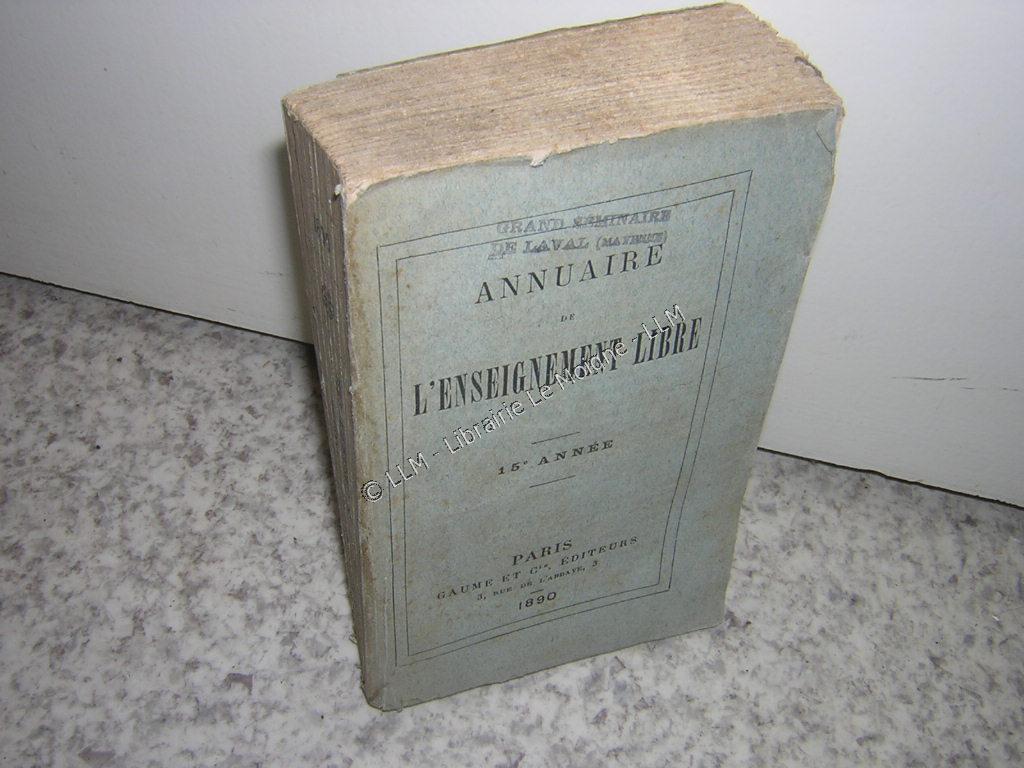 GRAND SÉMINAIRE
DE LAVAL (MAYENNE)
ANNUAIRE
DE
L'ENSEIGNEMENT LIBRE
15e ANNÉE
PARIS
GAUME ET Cie, ÉDITEURS
3, RUE DE L'ABBAYE, 3
1890
© LLM - Librairie Le Moighe - LLM